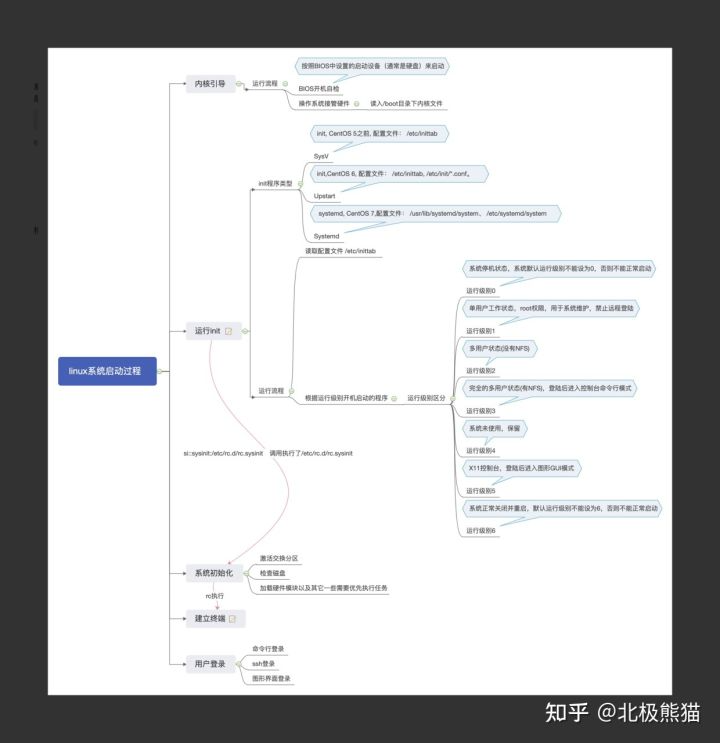 linux系统启动过程
内核引导
运行流程
按照BIOS中设置的启动设备（通常是硬盘）来启动
BIOS开机自检
操作系统接管硬件
读入/boot目录下内核文件
运行init
init程序类型
init, CentOS 5之前, 配置文件： /etc/inittab
SysV
init,CentOS 6, 配置文件： /etc/inittab, /etc/init/*.conf。
Upstart
systemd, CentOS 7,配置文件： /usr/lib/systemd/system、 /etc/systemd/system
Systemd
运行流程
读取配置文件 /etc/inittab
根据运行级别开机启动的程序
运行级别区分
系统停机状态，系统默认运行级别不能设为0，否则不能正常启动
运行级别0
单用户工作状态，root权限，用于系统维护，禁止远程登陆
运行级别1
多用户状态(没有NFS)
运行级别2
完全的多用户状态(有NFS)，登陆后进入控制台命令行模式
运行级别3
系统未使用，保留
运行级别4
X11控制台，登陆后进入图形GUI模式
运行级别5
系统正常关闭并重启，默认运行级别不能设为6，否则不能正常启动
运行级别6
si::sysinit:/etc/rc.d/rc.sysinit 调用执行了/etc/rc.d/rc.sysinit
系统初始化
激活交换分区
检查磁盘
加载硬件模块以及其它一些需要优先执行任务
rc执行
建立终端
用户登录
命令行登录
ssh登录
图形界面登录
知乎 @北极熊猫